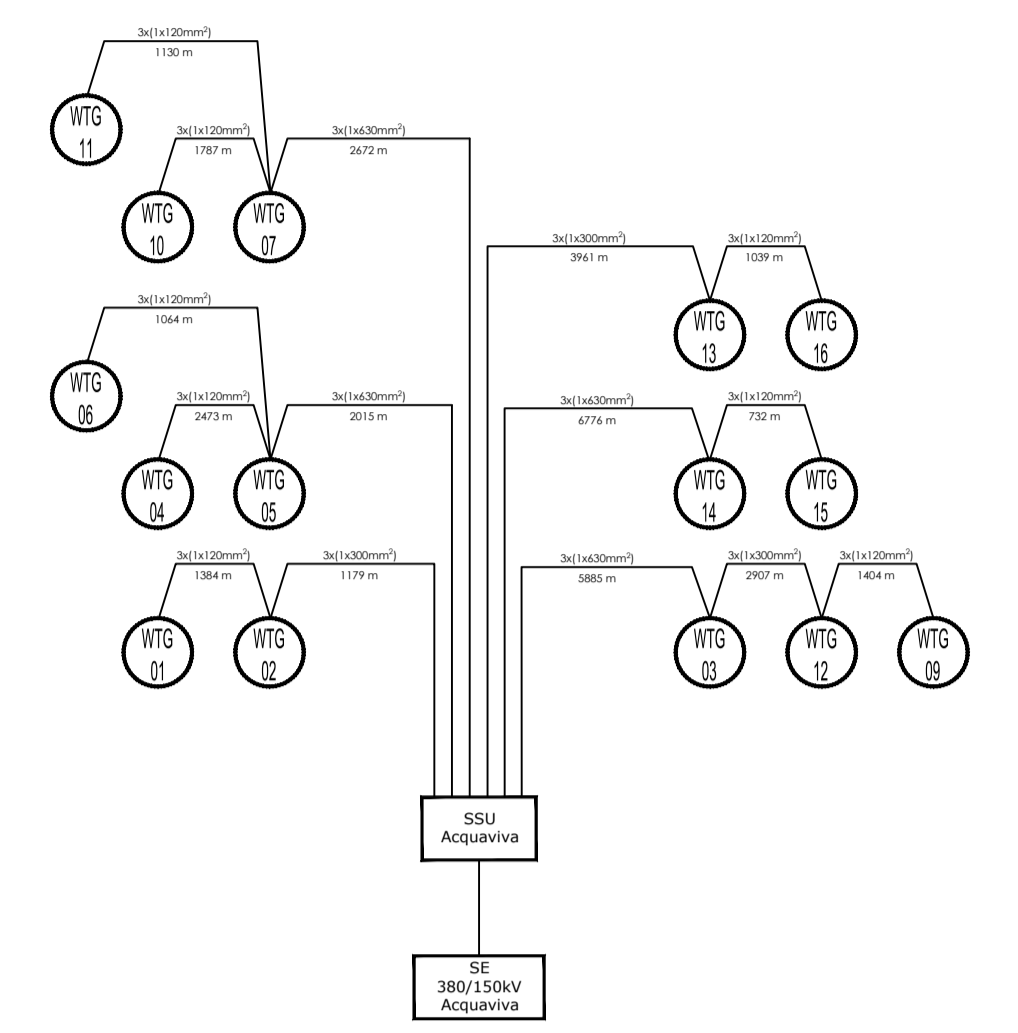 3x(1x120mm²)
1130 m
WTG
11
3x(1x120mm²)
1787 m
3x(1x630mm²)
2672 m
WTG
10
WTG
07
3x(1x300mm²)
3961 m
3x(1x120mm²)
1039 m
WTG
13
WTG
16
3x(1x120mm²)
1064 m
WTG
06
3x(1x120mm²)
2473 m
3x(1x630mm²)
2015 m
WTG
04
WTG
05
3x(1x630mm²)
6776 m
3x(1x120mm²)
732 m
WTG
14
WTG
15
3x(1x120mm²)
1384 m
3x(1x300mm²)
1179 m
WTG
01
WTG
02
3x(1x630mm²)
5885 m
3x(1x300mm²)
2907 m
3x(1x120mm²)
1404 m
WTG
03
WTG
12
WTG
09
SSU
Acquaviva
SE
380/150kV
Acquaviva